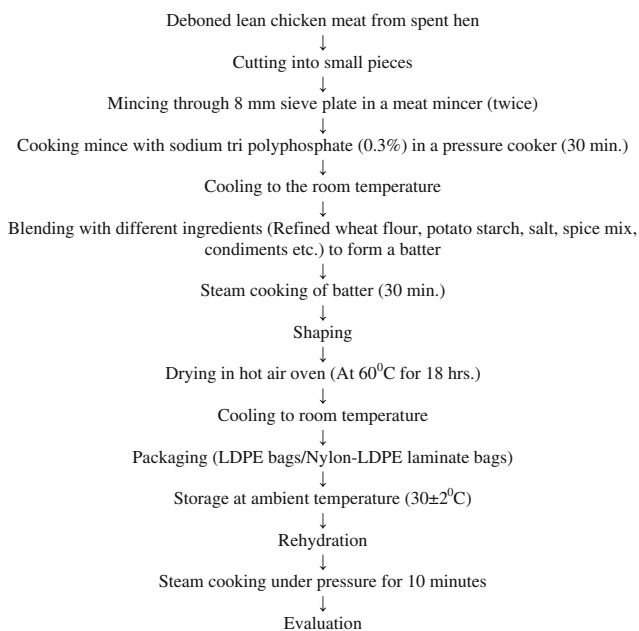 Deboned lean chicken meat from spent hen
↓
Cutting into small pieces
↓
Mincing through 8 mm sieve plate in a meat mincer (twice)
↓
Cooking mince with sodium tri polyphosphate (0.3%) in a pressure cooker (30 min.)
↓
Cooling to the room temperature
↓
Blending with different ingredients (Refined wheat flour, potato starch, salt, spice mix,
condiments etc.) to form a batter
↓
Steam cooking of batter (30 min.)
↓
Shaping
↓
Drying in hot air oven (At 60⁰C for 18 hrs.)
↓
Cooling to room temperature
↓
Packaging (LDPE bags/Nylon-LDPE laminate bags)
↓
Storage at ambient temperature (30±2⁰C)
↓
Rehydration
↓
Steam cooking under pressure for 10 minutes
↓
Evaluation